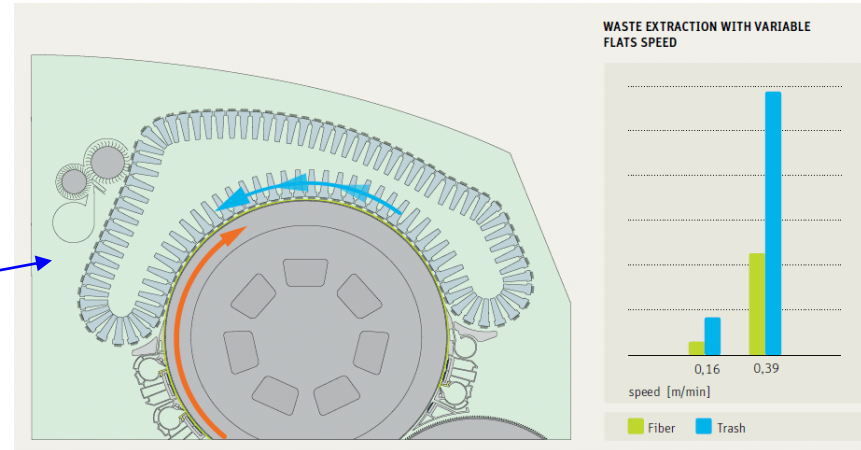 WASTE EXTRACTION WITH VARIABLE
FLATS SPEED
0,16 0,39
speed [m/min]
Fiber Trash